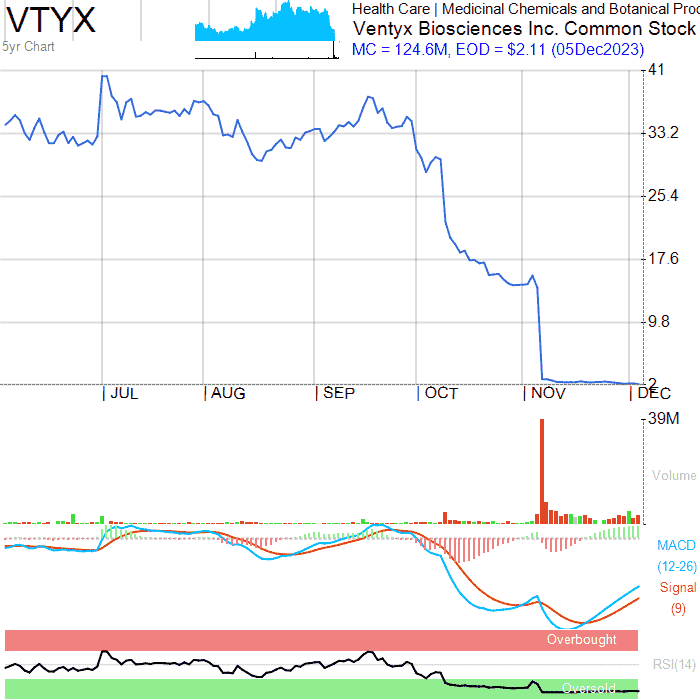 VTYX
5yr Chart
Health Care | Medicinal Chemicals and Botanical Proc
Ventyx Biosciences Inc. Common Stock
MC = 124.6M, EOD = $2.11 (05Dec2023)
41
33.2
25.4
17.6
9.8
2
JUL AUG SEP OCT NOV DEC
39M
Volume
MACD
(12-26)
Signal
(9)
Overbought
RSI(14)
Oversold